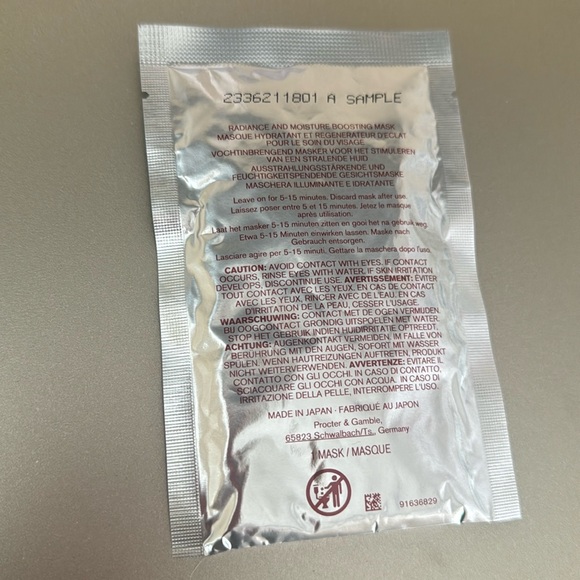 2336211801 A SAMPLE
RADIANCE AND MOISTURE BOOSTING MASK
MASQUE HYDRATANT ET RÉGÉNÉRATEUR D'ÉCLAT
POUR LE SOIN DU VISAGE
VOCHTINBRENGEND MASKER VOOR HET STIMULEREN
VAN EEN STRALENDE HUID
AUSSTRAHLUNGSSTÄRKENDE UND
FEUCHTIGKEITSSPENDENDE GESICHTSMASKE
MASCHERA ILLUMINANTE E IDRATANTE
Leave on for 5-15 minutes. Discard mask after use.
Laissez poser entre 5 et 15 minutes. Jetez le masque
après utilisation.
Laat het masker 5-15 minuten zitten en gooi het na gebruik weg.
Etwa 5-15 Minuten einwirken lassen. Maske nach
Gebrauch entsorgen.
Lasciare agire per 5-15 minuti. Gettare la maschera dopo l'uso.
CAUTION: AVOID CONTACT WITH EYES. IF CONTACT
OCCURS, RINSE EYES WITH WATER. IF SKIN IRRITATION
DEVELOPS, DISCONTINUE USE. AVERTISSEMENT: ÉVITER
TOUT CONTACT AVEC LES YEUX. EN CAS DE CONTACT
AVEC LES YEUX, RINCER AVEC DE L'EAU. EN CAS
D'IRRITATION DE LA PEAU, CESSER L'USAGE.
WAARSCHUWING: CONTACT MET DE OGEN VERMIJDEN.
BIJ OOGCONTACT GRONDIG UITSPOELEN MET WATER.
STOP HET GEBRUIK INDIEN HUIDIRRITATIE OPTREEDT.
ACHTUNG: AUGENKONTAKT VERMEIDEN. IM FALLE VON
BERÜHRUNG MIT DEN AUGEN, SOFORT MIT WASSER
SPÜLEN. WENN HAUTREIZUNGEN AUFTRETEN, PRODUKT
NICHT WEITERVERWENDEN. AVVERTENZE: EVITARE IL
CONTATTO CON GLI OCCHI. IN CASO DI CONTATTO,
SCIACQUARE GLI OCCHI CON ACQUA. IN CASO DI
IRRITAZIONE DELLA PELLE, INTERROMPERE L'USO.
MADE IN JAPAN - FABRIQUÉ AU JAPON
Procter & Gamble,
65823 Schwalbach/Ts., Germany
1 MASK / MASQUE
91636829